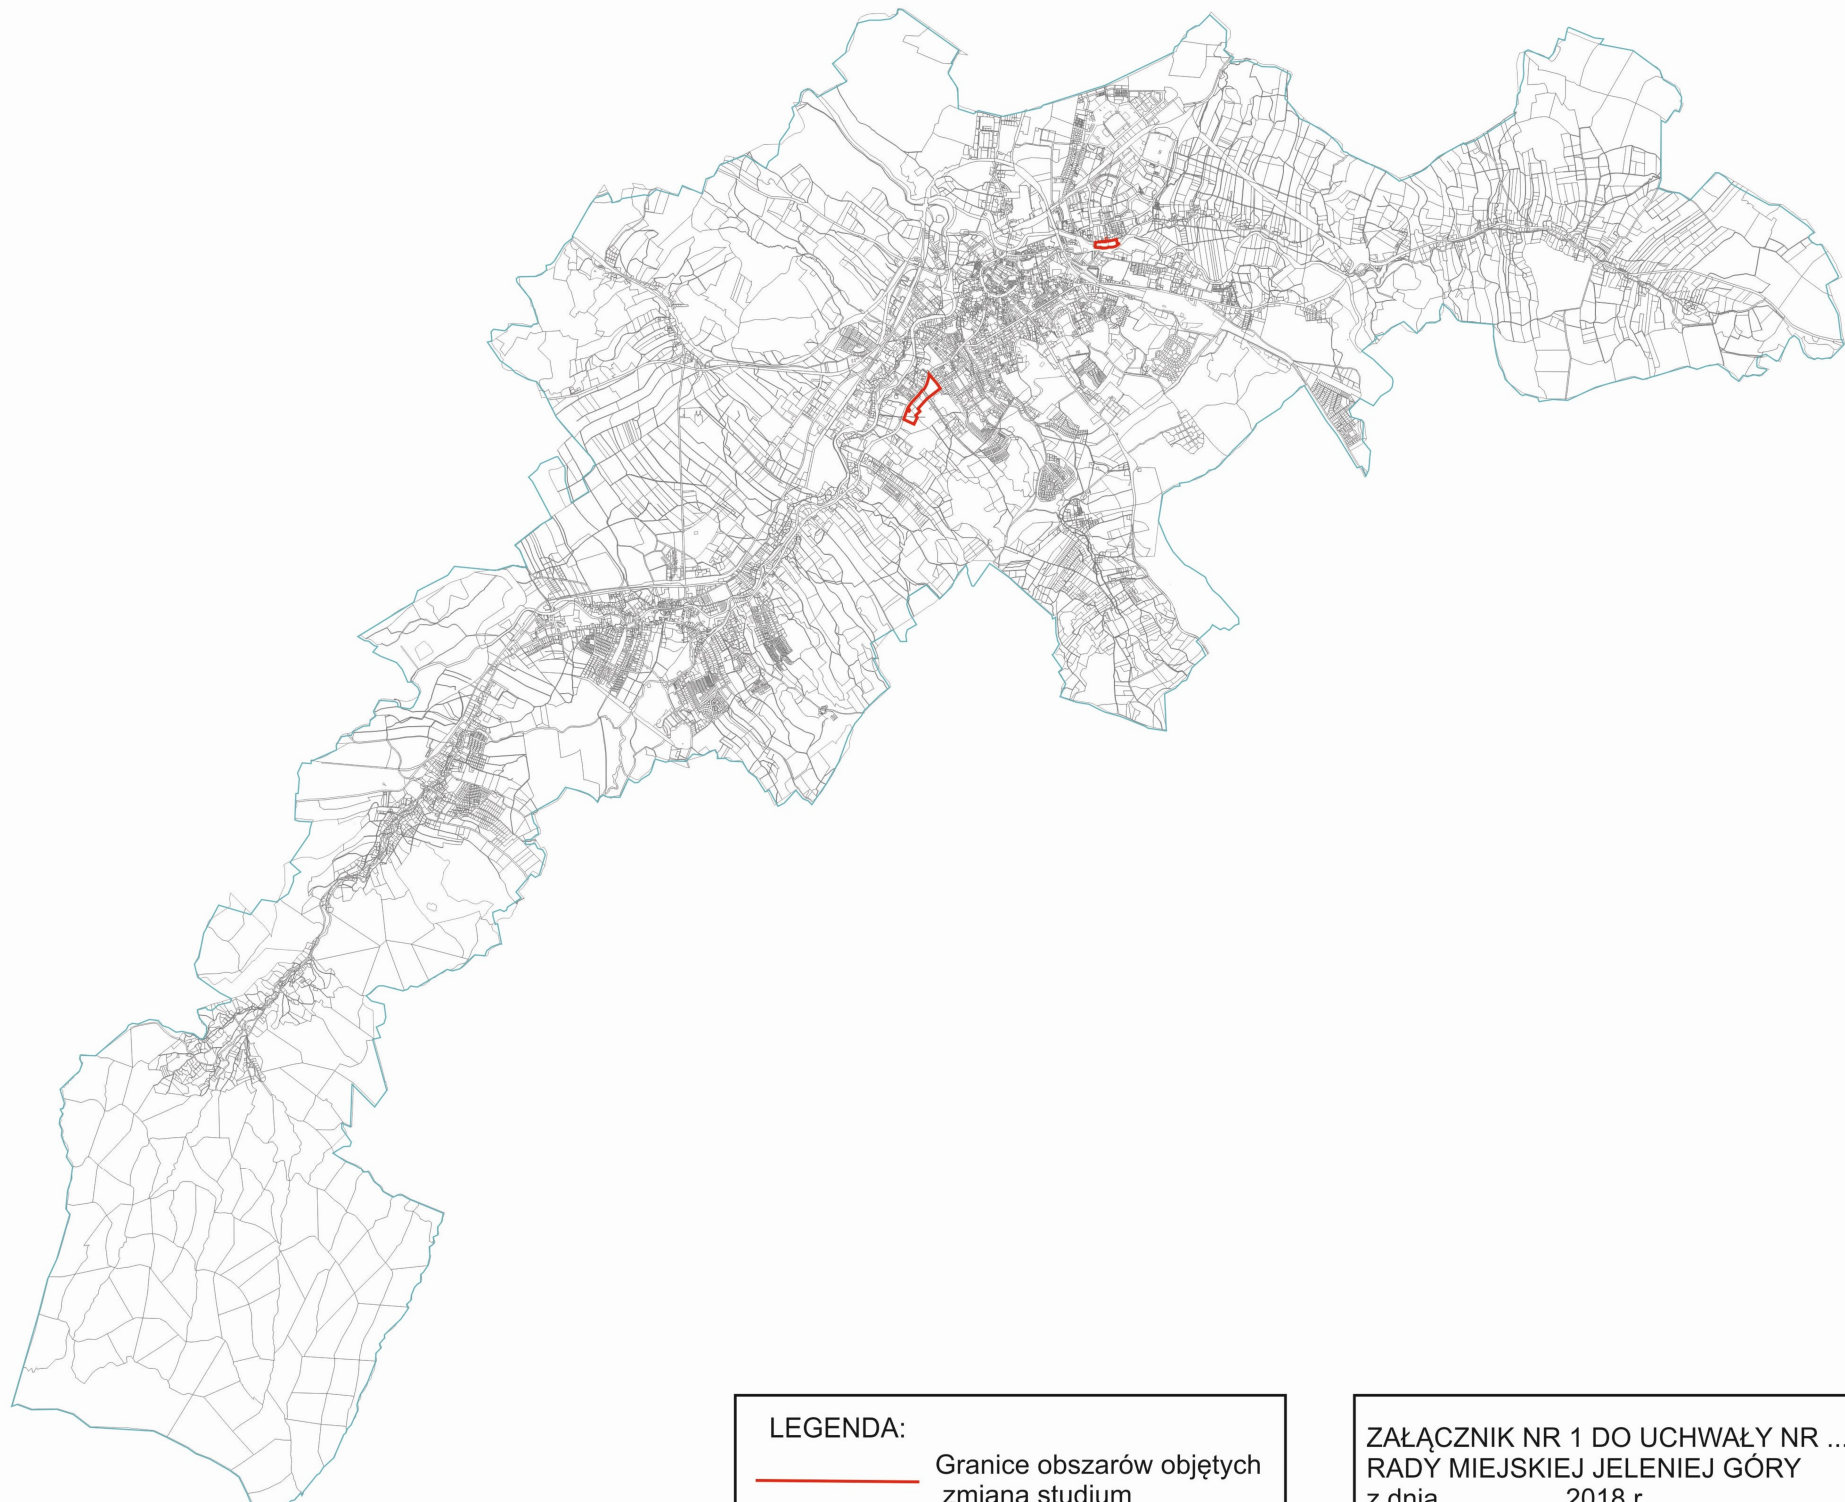 LEGENDA:
Granice obszarów objętych
zmianą studium
ZAŁĄCZNIK NR 1 DO UCHWAŁY NR ...
RADY MIEJSKIEJ JELENIEJ GÓRY
z dnia 2018 r.